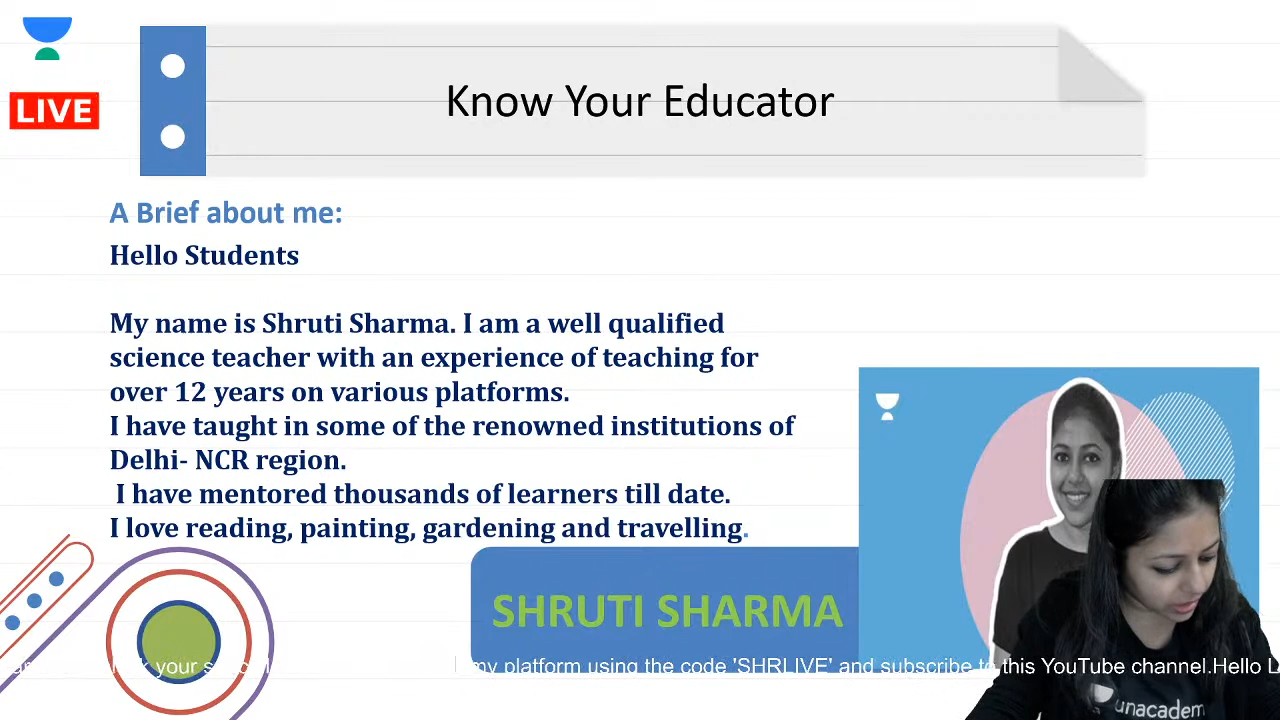 LIVE
Know Your Educator
A Brief about me:
Hello Students
My name is Shruti Sharma. I am a well qualified
science teacher with an experience of teaching for
over 12 years on various platforms.
I have taught in some of the renowned institutions of
Delhi- NCR region.
I have mentored thousands of learners till date.
I love reading, painting, gardening and travelling.
SHRUTI SHARMA
your my platform using the code 'SHRLIVE' and subscribe to this YouTube channel.Hello
unacadem